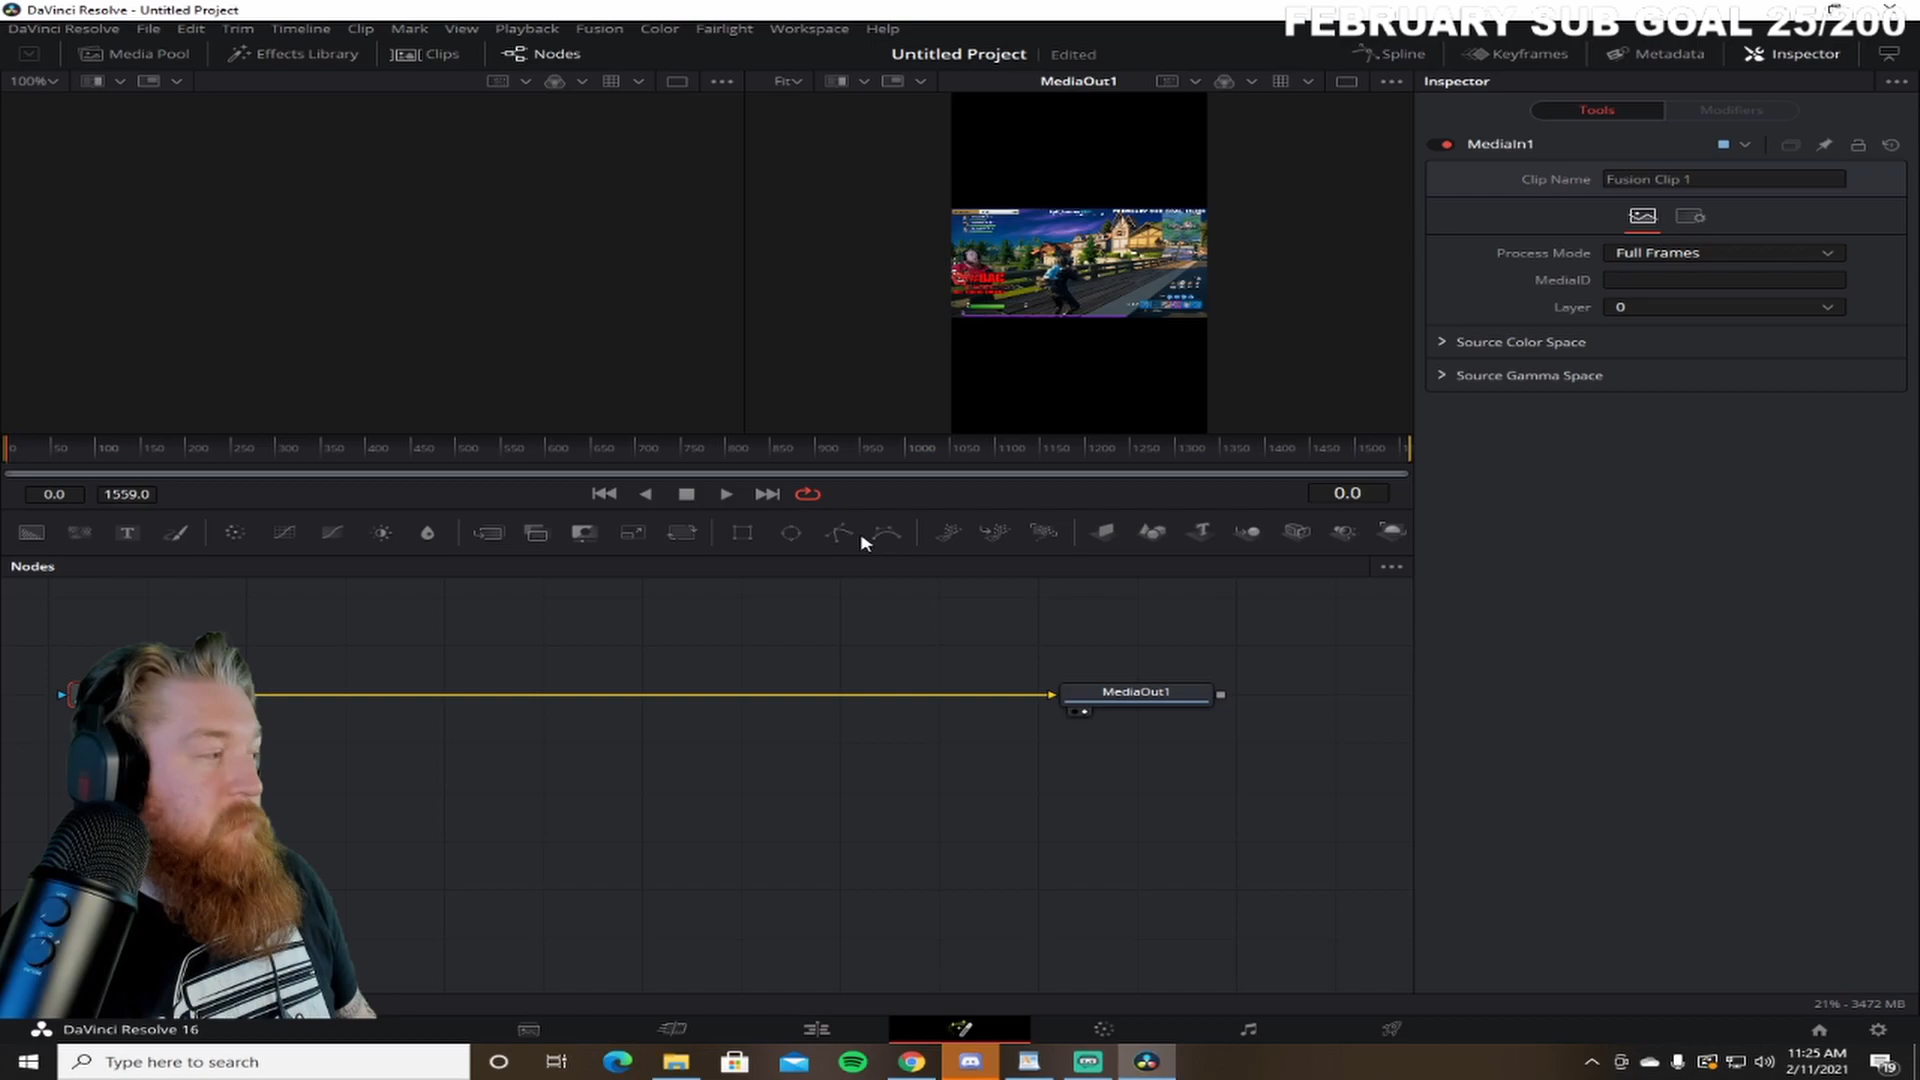 DaVinci Resolve - Untitled Project
FEBRUARY SUB GOAL 25/200
DaVinci Resolve File Edit Trim Timeline Clip Mark View Playback Fusion Color Fairlight Workspace Help
Media Pool Effects Library Clips Nodes Untitled Project Edited Spline Keyframes Metadata Inspector
100% Fit MediaOut1 Inspector
Tools Modifiers
MediaIn1
Clip Name Fusion Clip 1
Process Mode Full Frames
MediaID
Layer 0
Source Color Space
Source Gamma Space
0 50 100 150 200 250 300 350 400 450 500 550 600 650 700 750 800 850 900 950 1000 1050 1100 1150 1200 1250 1300 1350 1400 1450 1500
0.0 1559.0 0.0
Nodes
MediaOut1
21% - 3472 MB
DaVinci Resolve 16
Type here to search
11:25 AM
2/11/2021
19